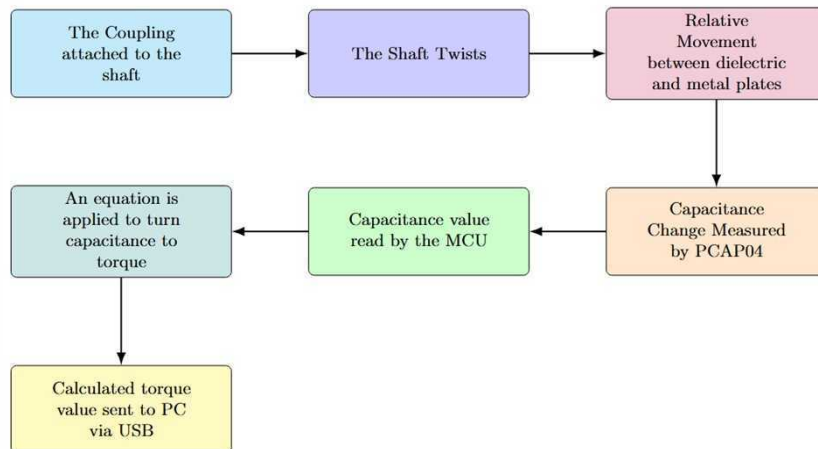 The Coupling
attached to the
shaft
The Shaft Twists
Relative
Movement
between dielectric
and metal plates
Capacitance
Change Measured
by PCAP04
Capacitance value
read by the MCU
An equation is
applied to turn
capacitance to
torque
Calculated torque
value sent to PC
via USB